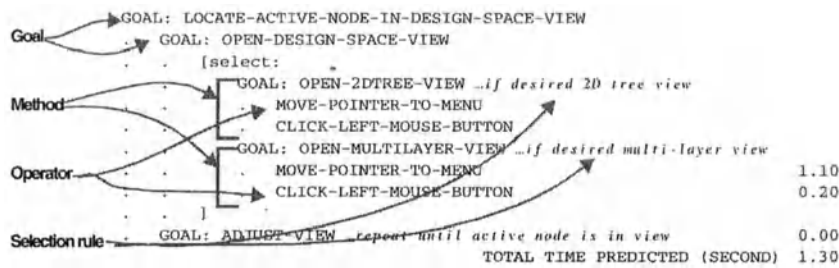 GOAL: LOCATE-ACTIVE-NODE-IN-DESIGN-SPACE-VIEW
Goal
. GOAL: OPEN-DESIGN-SPACE-VIEW
. . [select:
. . GOAL: OPEN-2DTREE-VIEW …if desired 2D tree view
Method . . . MOVE-POINTER-TO-MENU
. . . CLICK-LEFT-MOUSE-BUTTON
. . GOAL: OPEN-MULTILAYER-VIEW …if desired multi-layer view
Operator . . . MOVE-POINTER-TO-MENU 1.10
. . . CLICK-LEFT-MOUSE-BUTTON 0.20
. . ]
Selection rule . GOAL: ADJUST-VIEW …repeat until active node is in view 0.00
TOTAL TIME PREDICTED (SECOND) 1.30